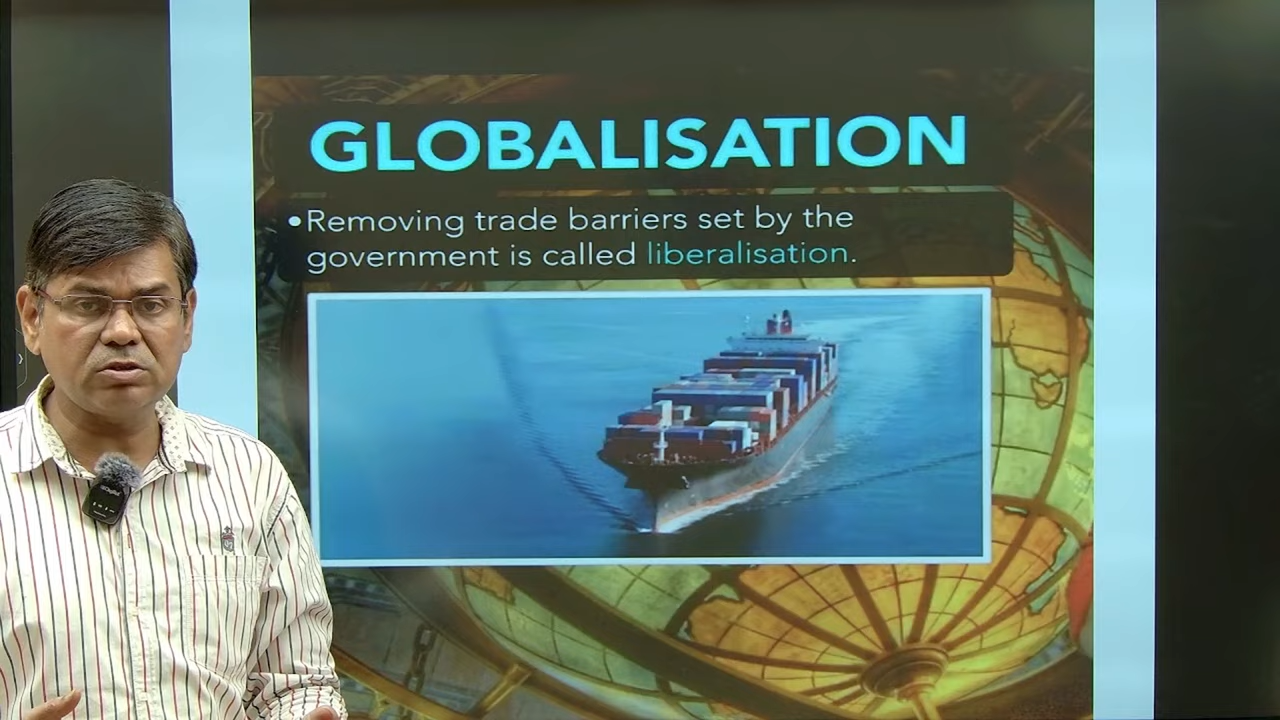 GLOBALISATION
•Removing trade barriers set by the
government is called liberalisation.